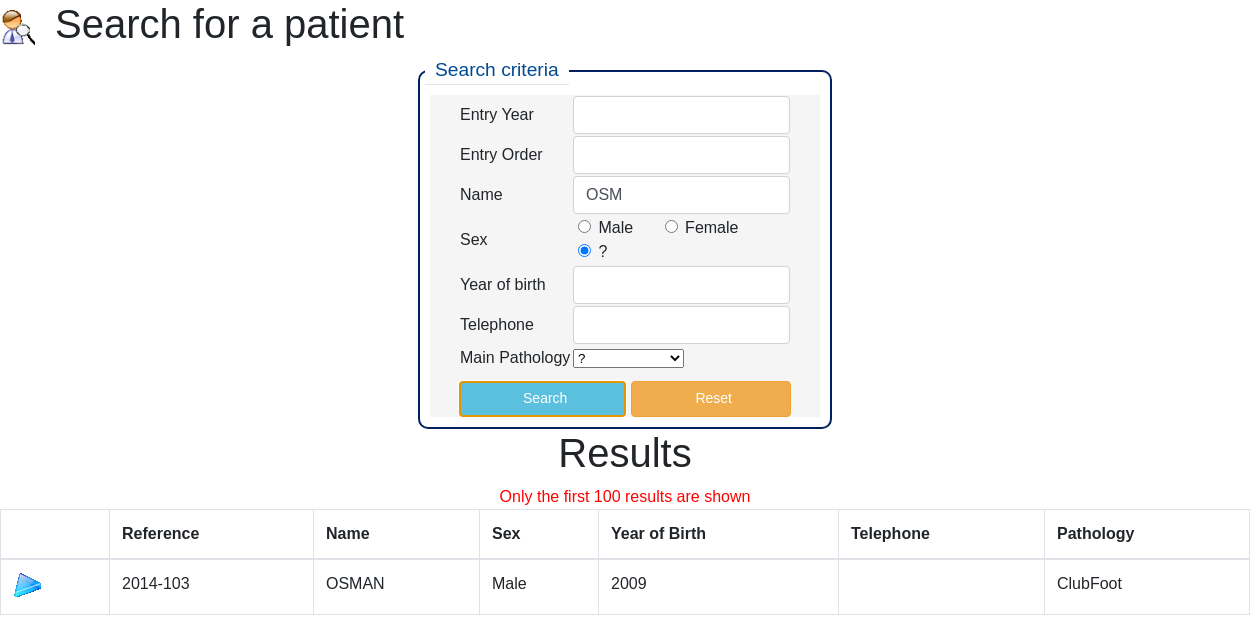 Search for a patient
Search criteria
Entry Year
Entry Order
Name OSM
Sex Male Female
?
Year of birth
Telephone
Main Pathology ?
Search Reset
Results
Only the first 100 results are shown
Reference Name Sex Year of Birth Telephone Pathology
2014-103 OSMAN Male 2009 ClubFoot